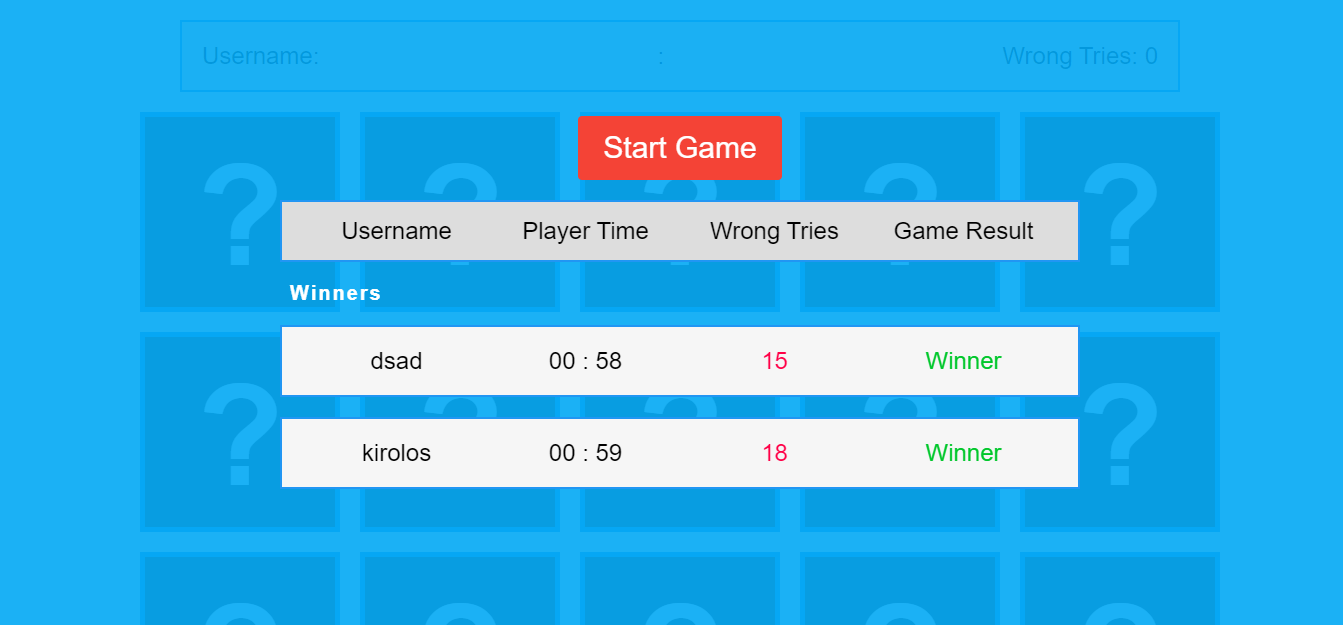 Username: : Wrong Tries: 0
? ? ? ? ?
Start Game
Username Player Time Wrong Tries Game Result
Winners
dsad 00 : 58 15 Winner
? ? ? ? ?
kirolos 00 : 59 18 Winner
? ? ? ? ?